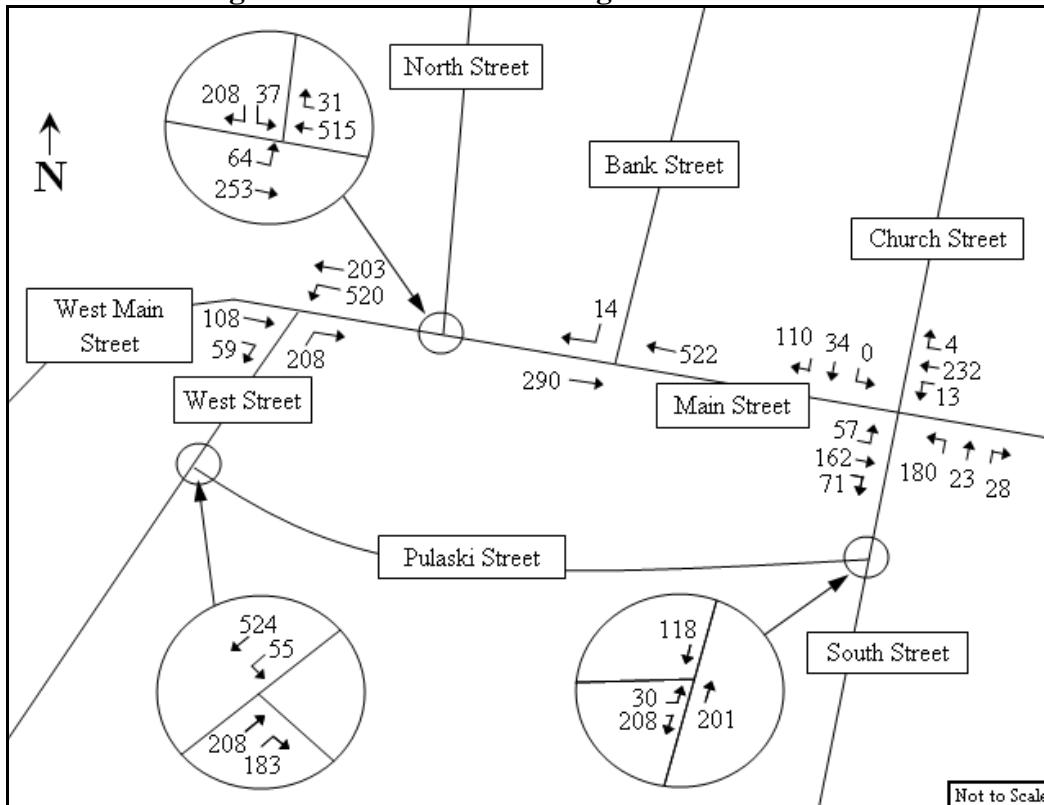 North Street
208 37
31
515
64
253
N
Bank Street
Church Street
203
520
West Main
Street
108
59
208
14
522
290
110 34 0
4
232
13
West Street
Main Street
57
162
71
180 23 28
Pulaski Street
524
55
208
183
118
30
208
201
South Street
Not to Scale